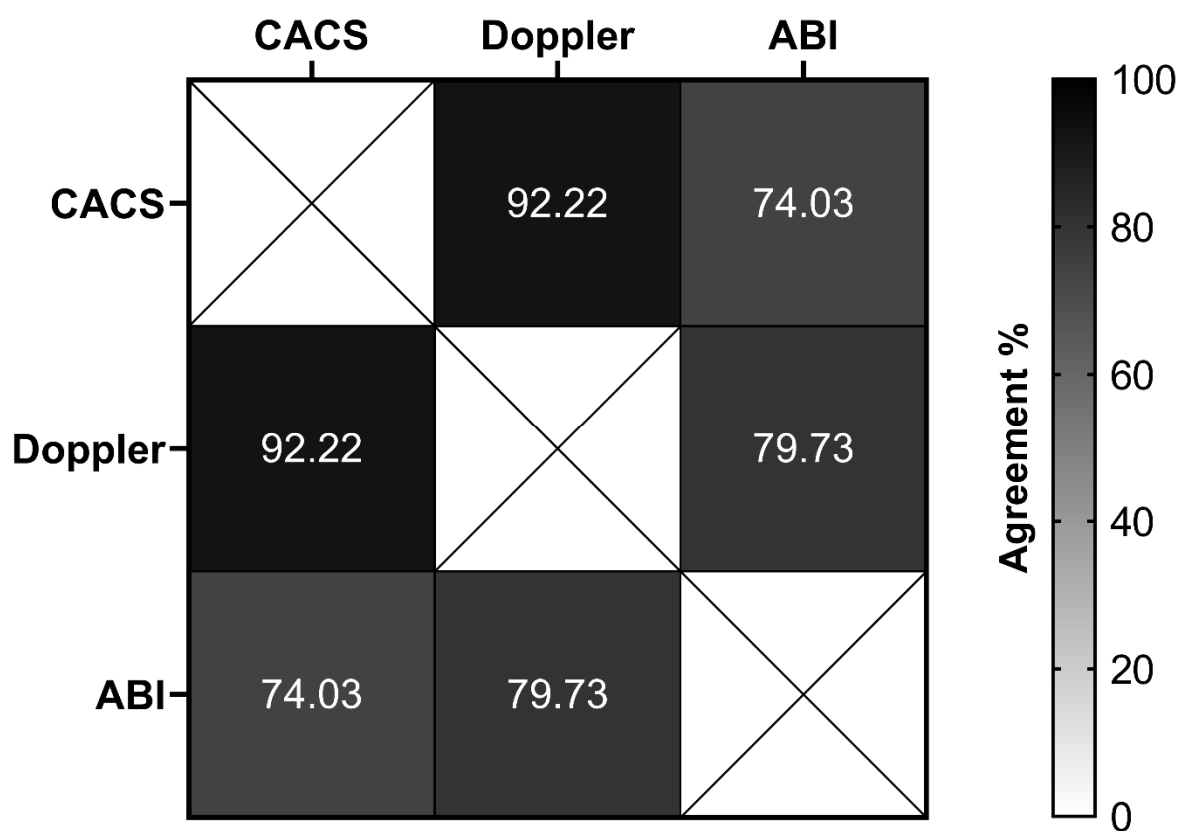 CACS Doppler ABI
CACS 92.22 74.03
Doppler 92.22 79.73
ABI 74.03 79.73
Agreement %
100
80
60
40
20
0